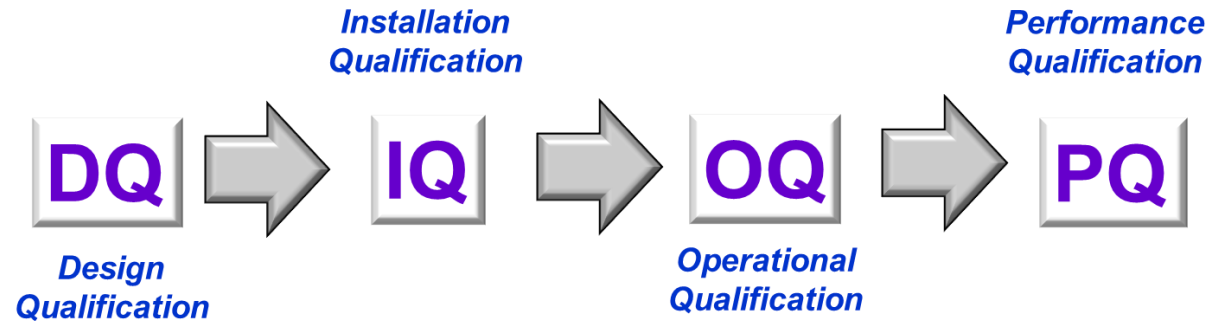 Installation
Qualification
Performance
Qualification
DQ
IQ
OQ
PQ
Design
Qualification
Operational
Qualification